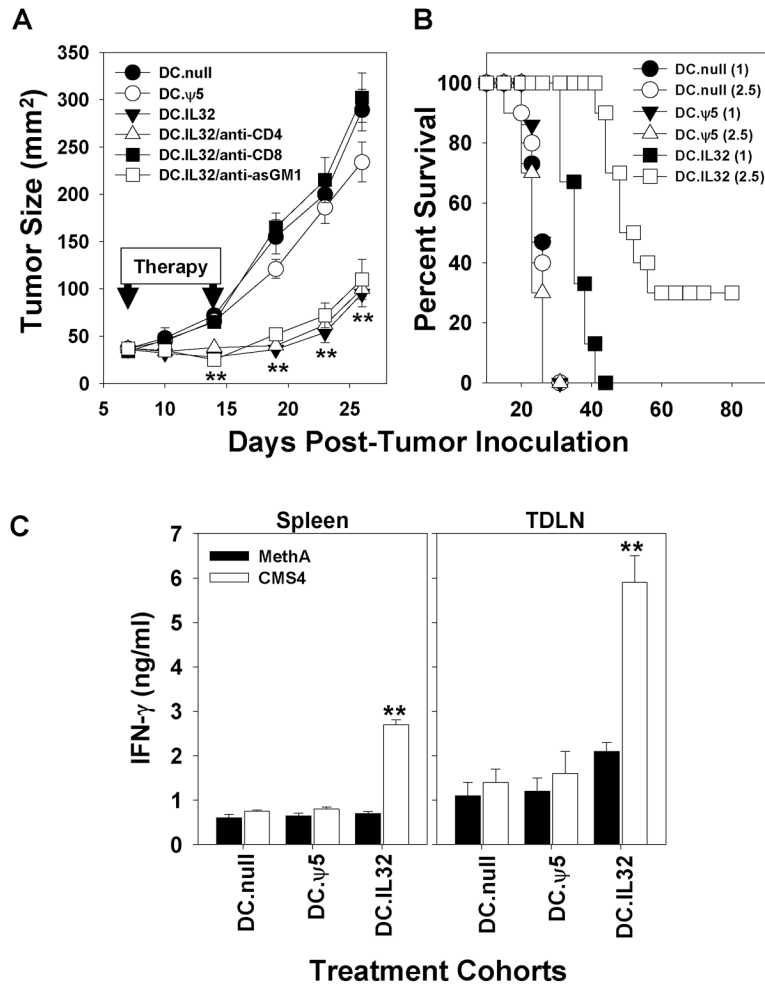 A
Tumor Size (mm²)
350
300
250
200
150
100
50
0
DC.null
DC.ψ5
DC.IL32
DC.IL32/anti-CD4
DC.IL32/anti-CD8
DC.IL32/anti-asGM1
Therapy
**
**
**
**
5
10
15
20
25
B
Percent Survival
100
80
60
40
20
0
DC.null (1)
DC.null (2.5)
DC.ψ5 (1)
DC.ψ5 (2.5)
DC.IL32 (1)
DC.IL32 (2.5)
20
40
60
80
Days Post-Tumor Inoculation
C
Spleen
TDLN
IFN-γ (ng/ml)
7
6
5
4
3
2
1
0
MethA
CMS4
**
**
DC.null
DC.ψ5
DC.IL32
DC.null
DC.ψ5
DC.IL32
Treatment Cohorts